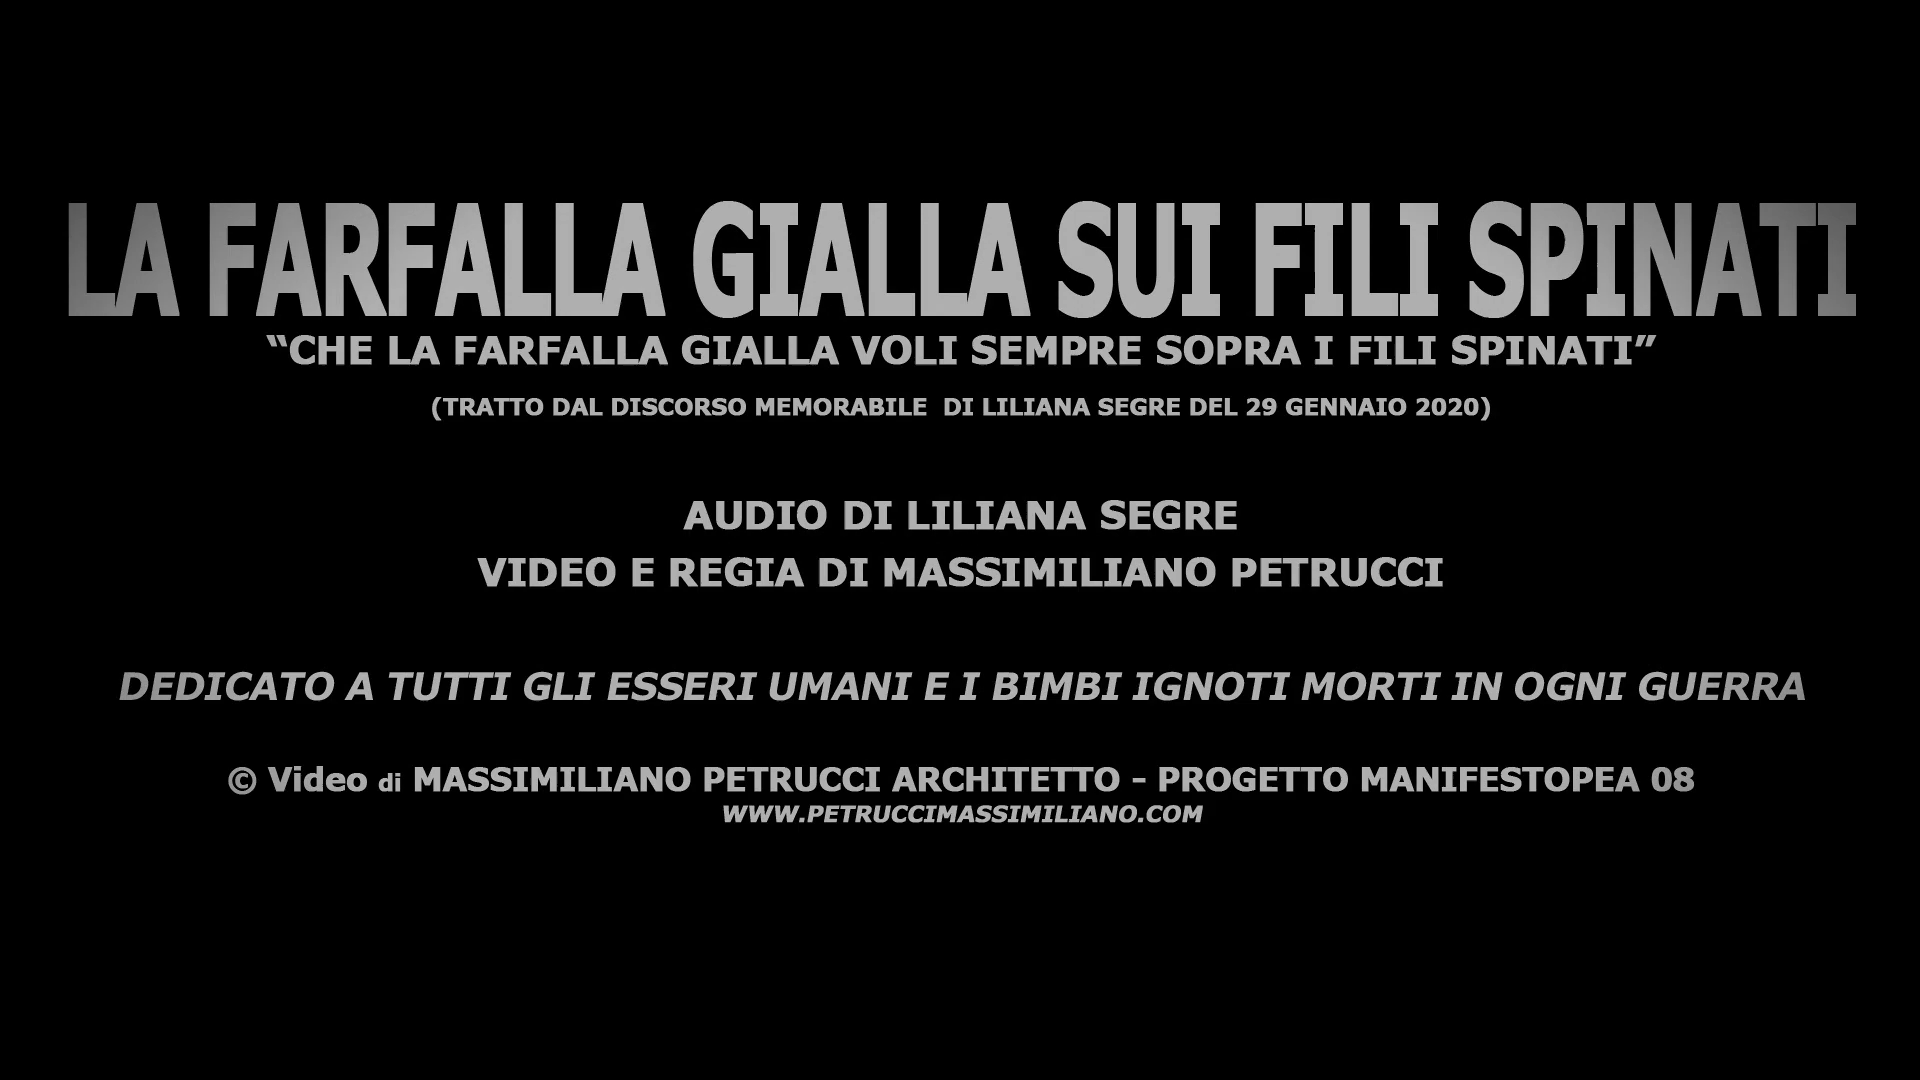 LA FARFALLA GIALLA SUI FILI SPINATI
“CHE LA FARFALLA GIALLA VOLI SEMPRE SOPRA I FILI SPINATI”
(TRATTO DAL DISCORSO MEMORABILE  DI LILIANA SEGRE DEL 29 GENNAIO 2020)
AUDIO DI LILIANA SEGRE
VIDEO E REGIA DI MASSIMILIANO PETRUCCI
DEDICATO A TUTTI GLI ESSERI UMANI E I BIMBI IGNOTI MORTI IN OGNI GUERRA
© Video di MASSIMILIANO PETRUCCI ARCHITETTO - PROGETTO MANIFESTOPEA 08
WWW.PETRUCCIMASSIMILIANO.COM